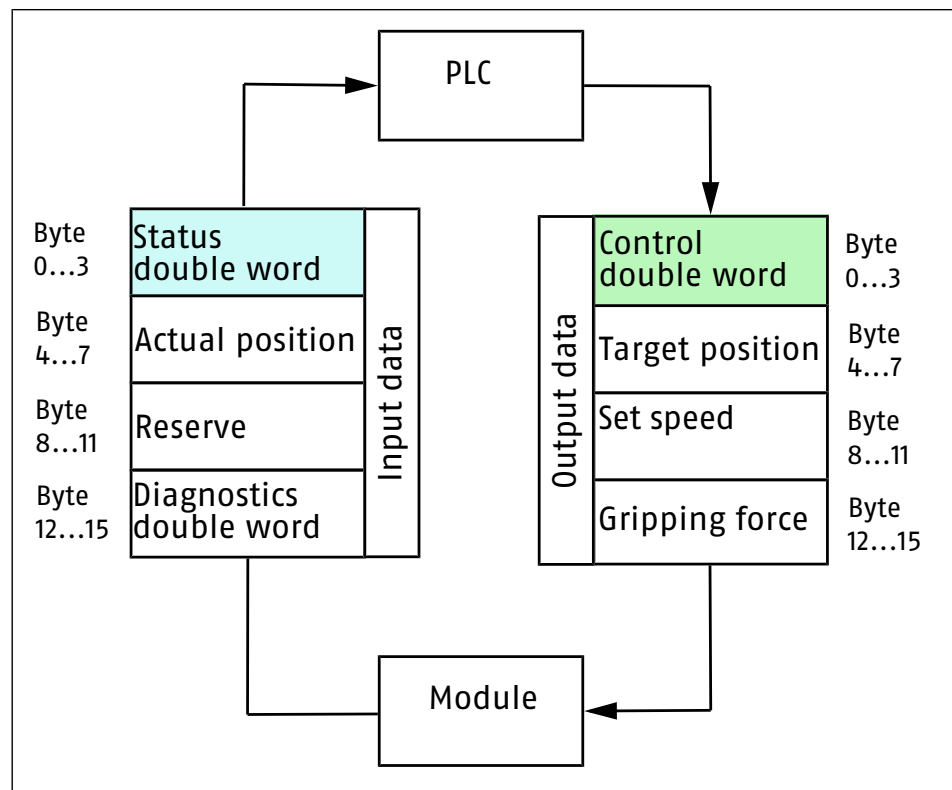 PLC
Byte
0...3
Status
double word
Byte
4...7
Actual position
Byte
8...11
Reserve
Byte
12...15
Diagnostics
double word
Input data
Output data
Control
double word
Byte
0...3
Target position
Byte
4...7
Set speed
Byte
8...11
Gripping force
Byte
12...15
Module